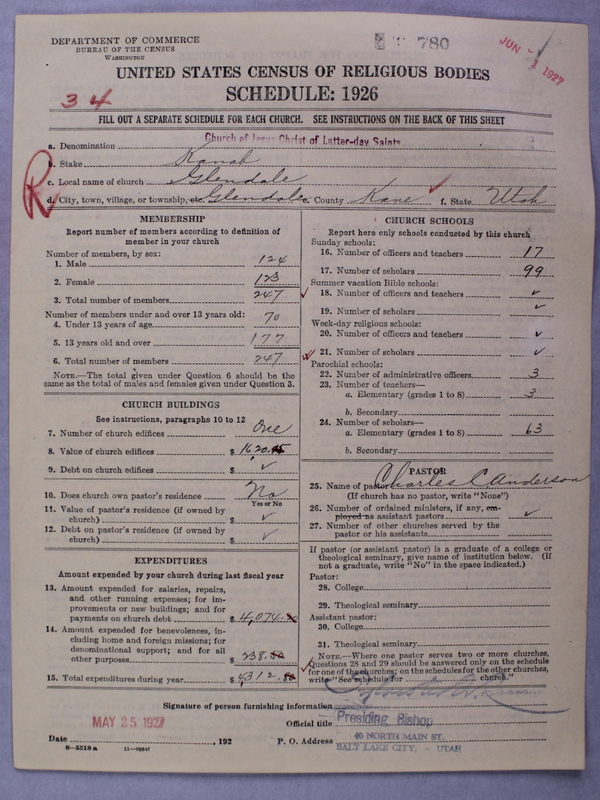 DEPARTMENT OF COMMERCE
BUREAU OF THE CENSUS
WASHINGTON
780
JUN - 1 1927
UNITED STATES CENSUS OF RELIGIOUS BODIES
34
SCHEDULE: 1926
FILL OUT A SEPARATE SCHEDULE FOR EACH CHURCH. SEE INSTRUCTIONS ON THE BACK OF THIS SHEET
a. Denomination Church of Jesus Christ of Latter-day Saints
b. Stake Kanab
c. Local name of church Glendale
R
d. City, town, village, or township, or Glendale e. County Kane f. State Utah
MEMBERSHIP
Report number of members according to definition of
member in your church
Number of members, by sex:
1. Male 124
2. Female 123
3. Total number of members 247
Number of members under and over 13 years old:
4. Under 13 years of age 70
5. 13 years old and over 177
6. Total number of members 247
NOTE.—The total given under Question 6 should be the
same as the total of males and females given under Question 3.
CHURCH BUILDINGS
See instructions, paragraphs 10 to 12
7. Number of church edifices One
8. Value of church edifices $
9. Debt on church edifices $ ✓
10. Does church own pastor's residence No
Yes or No
11. Value of pastor's residence (if owned by
church) $ ✓
12. Debt on pastor's residence (if owned by
church) $ ✓
EXPENDITURES
Amount expended by your church during last fiscal year
13. Amount expended for salaries, repairs,
and other running expenses; for im-
provements or new buildings; and for
payments on church debt $ 4,074.
14. Amount expended for benevolences, in-
cluding home and foreign missions; for
denominational support; and for all
other purposes $ 238.
15. Total expenditures during year $ 4312.
CHURCH SCHOOLS
Report here only schools conducted by this church
Sunday schools:
16. Number of officers and teachers 17
17. Number of scholars 99
Summer vacation Bible schools:
18. Number of officers and teachers ✓
19. Number of scholars ✓
Week-day religious schools:
20. Number of officers and teachers ✓
21. Number of scholars ✓
Parochial schools:
22. Number of administrative officers 3
23. Number of teachers—
a. Elementary (grades 1 to 8) 3
b. Secondary
24. Number of scholars—
a. Elementary (grades 1 to 8) 63
b. Secondary
PASTOR
25. Name of pastor Charles C. Anderson
(If church has no pastor, write "None")
26. Number of ordained ministers, if any, em-
ployed as assistant pastors ✓
27. Number of other churches served by the
pastor or his assistants
If pastor (or assistant pastor) is a graduate of a college or
theological seminary, give name of institution below. (If
not a graduate, write "No" in the space indicated.)
Pastor:
28. College
29. Theological seminary
Assistant pastor:
30. College
31. Theological seminary
NOTE.—Where one pastor serves two or more churches,
Questions 28 and 29 should be answered only on the schedule
for one of the churches; on the schedules for the other churches,
write "See schedule for church."
Signature of person furnishing information
MAY 25 1927
Official title Presiding Bishop
Date , 192
P. O. Address 40 NORTH MAIN ST.
SALT LAKE CITY, - UTAH
8-5518a 11-9054f